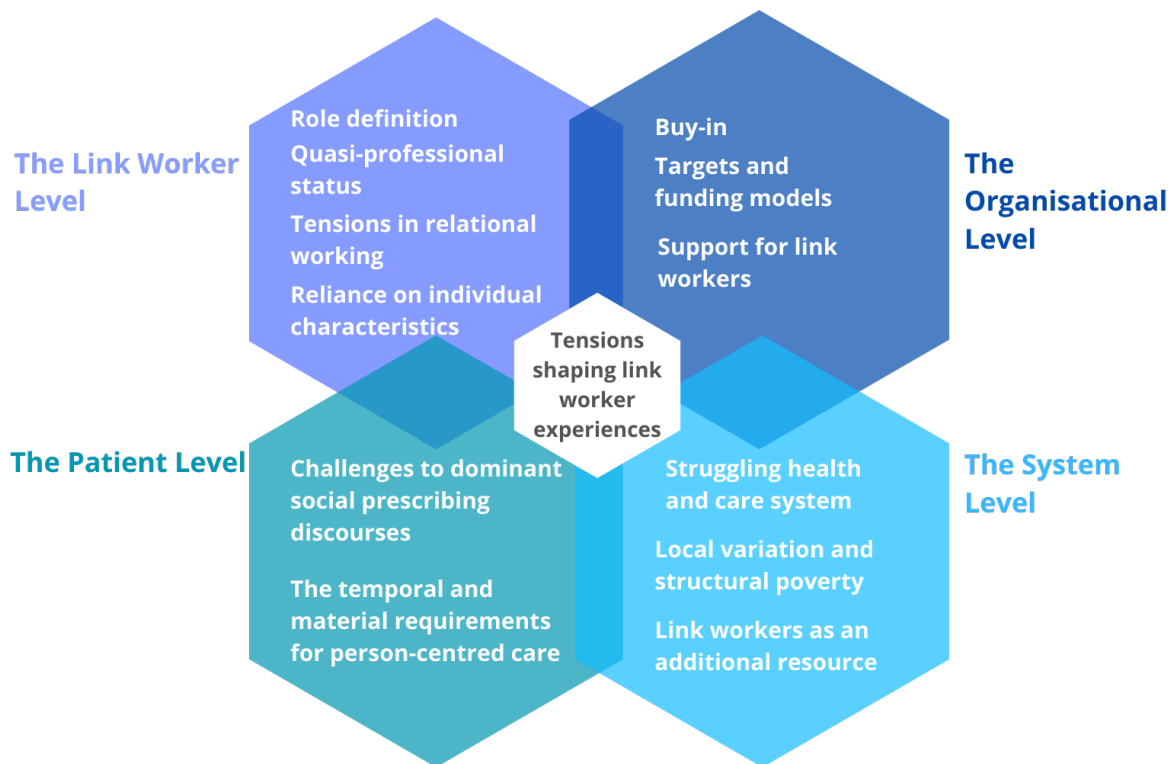 The Link Worker
Level
Role definition
Quasi-professional
status
Tensions in relational
working
Reliance on individual
characteristics
Buy-in
Targets and
funding models
Support for link
workers
The
Organisational
Level
Tensions
shaping link
worker
experiences
The Patient Level
Challenges to dominant
social prescribing
discourses
The temporal and
material requirements
for person-centred care
Struggling health
and care system
Local variation and
structural poverty
Link workers as an
additional resource
The System
Level